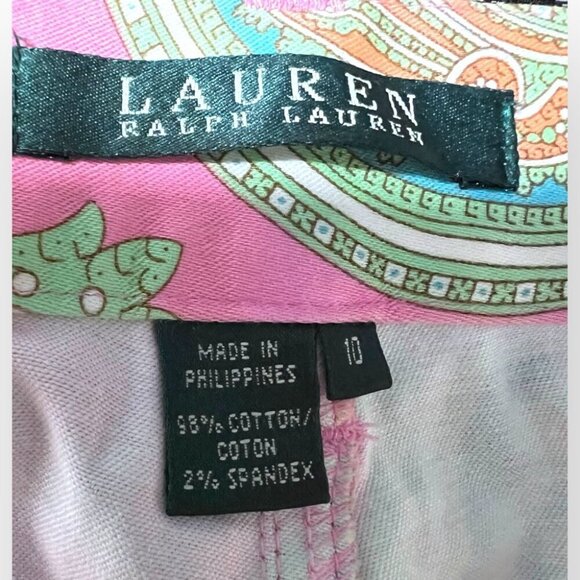 LAUREN
RALPH LAUREN
MADE IN
PHILIPPINES
98% COTTON/
COTON
2% SPANDEX
10